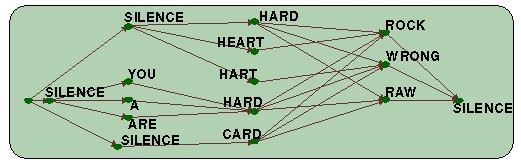 SILENCE HARD
ROCK
HEART
WRONG
HART
YOU
SILENCE
A
HARD
RAW
SILENCE
ARE
CARD
SILENCE